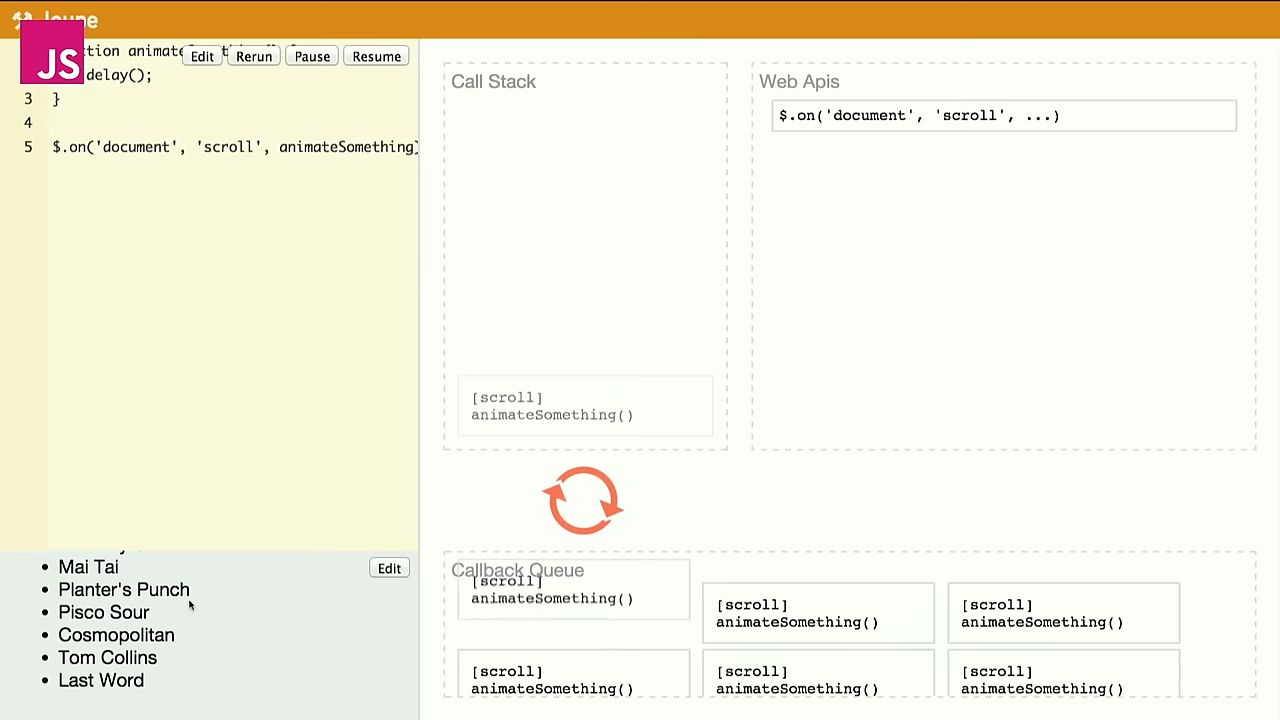 JS
Edit
Rerun
Pause
Resume
delay();
3 }
4
5 $.on('document', 'scroll', animateSomething)
Call Stack
[scroll]
animateSomething()
Web Apis
$.on('document', 'scroll', ...)
Mai Tai
Planter's Punch
Pisco Sour
Cosmopolitan
Tom Collins
Last Word
Edit
Callback Queue
[scroll]
animateSomething()
[scroll]
animateSomething()
[scroll]
animateSomething()
[scroll]
animateSomething()
[scroll]
animateSomething()
[scroll]
animateSomething()